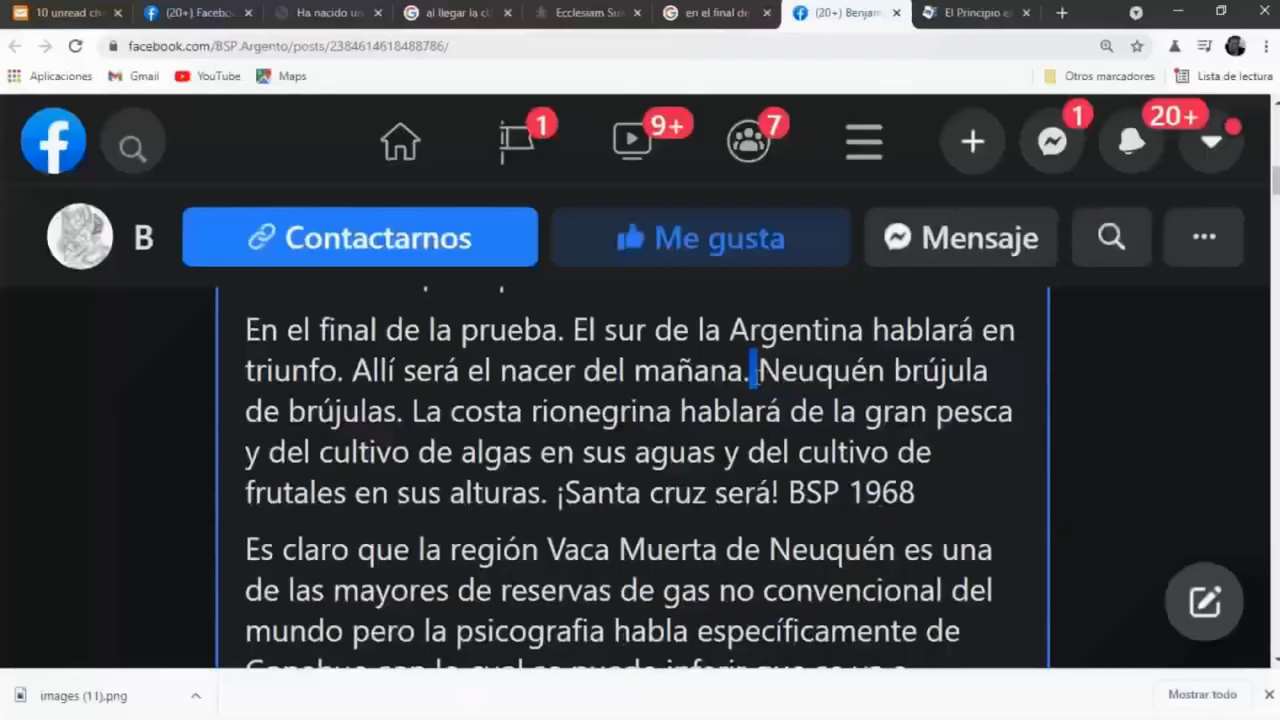 10 unread ch
(20+) Facebo
Ha nacido un
al llegar la cl
Ecclesiam Su
en el final de
(20+) Benjam
El Principio e
facebook.com/BSP.Argento/posts/2384614618488786/
Aplicaciones
Gmail
YouTube
Maps
Otros marcadores
Lista de lectura
1
9+
7
1
20+
B
Contactarnos
Me gusta
Mensaje
En el final de la prueba. El sur de la Argentina hablará en
triunfo. Allí será el nacer del mañana. Neuquén brújula
de brújulas. La costa rionegrina hablará de la gran pesca
y del cultivo de algas en sus aguas y del cultivo de
frutales en sus alturas. ¡Santa cruz será! BSP 1968
Es claro que la región Vaca Muerta de Neuquén es una
de las mayores de reservas de gas no convencional del
mundo pero la psicografia habla específicamente de
images (11).png
Mostrar todo